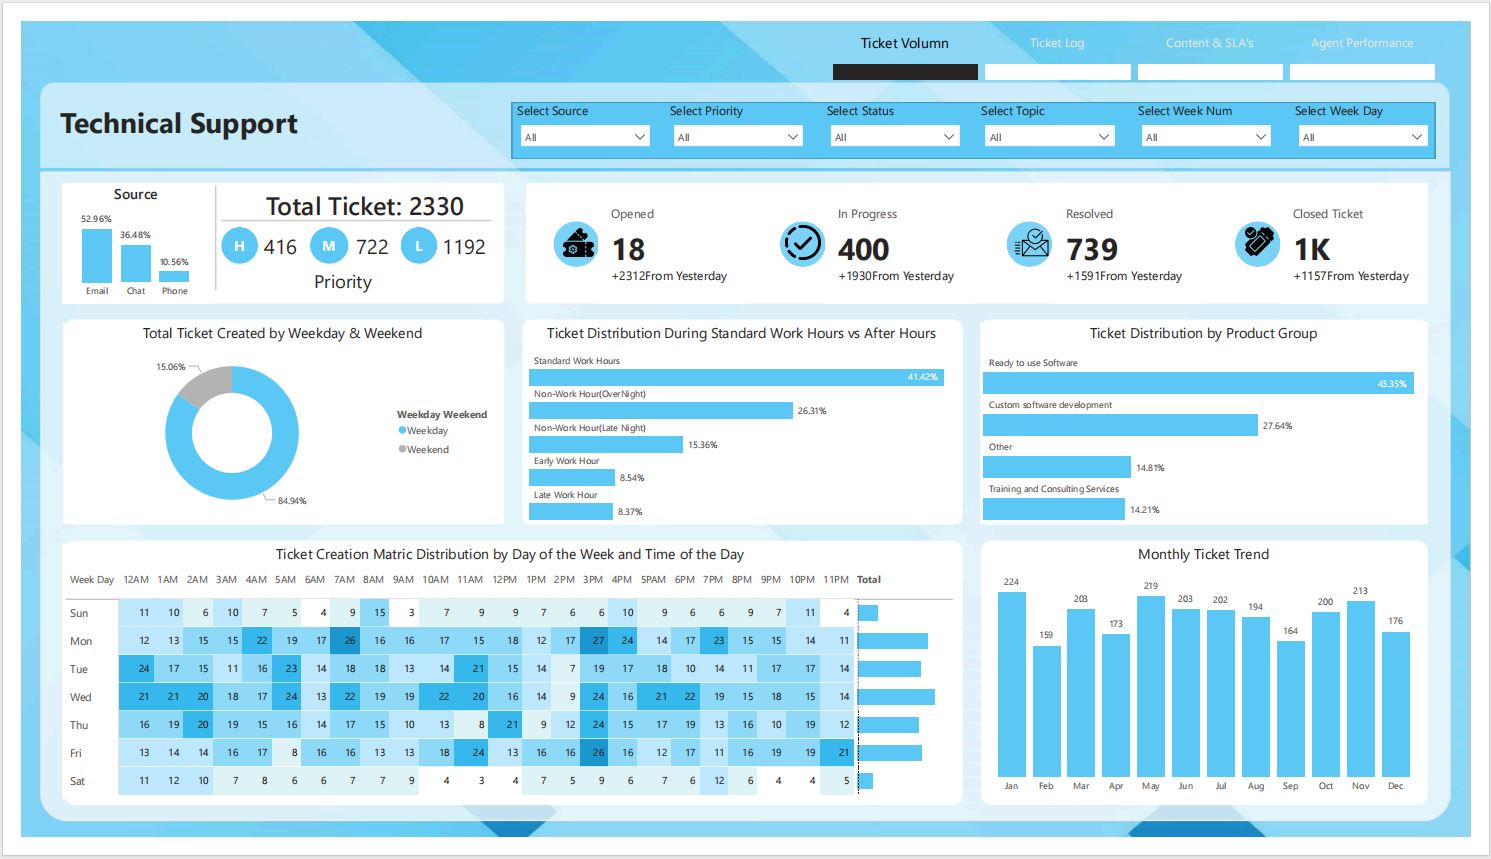 Ticket Volumn Ticket Log Content & SLA's Agent Performance
Technical Support
Select Source Select Priority Select Status Select Topic Select Week Num Select Week Day
All All All All All All
Source
52.96%
36.48%
10.56%
Email Chat Phone
Total Ticket: 2330
H 416 M 722 L 1192
Priority
Opened
18
+2312From Yesterday
In Progress
400
+1930From Yesterday
Resolved
739
+1591From Yesterday
Closed Ticket
1K
+1157From Yesterday
Total Ticket Created by Weekday & Weekend
15.06%
84.94%
Weekday Weekend
Weekday
Weekend
Ticket Distribution During Standard Work Hours vs After Hours
Standard Work Hours
41.42%
Non-Work Hour(OverNight)
26.31%
Non-Work Hour(Late Night)
15.36%
Early Work Hour
8.54%
Late Work Hour
8.37%
Ticket Distribution by Product Group
Ready to use Software
43.35%
Custom software development
27.64%
Other
14.81%
Training and Consulting Services
14.21%
Ticket Creation Matric Distribution by Day of the Week and Time of the Day
Week Day 12AM 1AM 2AM 3AM 4AM 5AM 6AM 7AM 8AM 9AM 10AM 11AM 12PM 1PM 2PM 3PM 4PM 5PAM 6PM 7PM 8PM 9PM 10PM 11PM Total
Sun 11 10 6 10 7 5 4 9 15 3 7 9 9 7 6 6 10 9 6 6 9 7 11 4
Mon 12 13 15 15 22 19 17 26 16 16 17 15 18 12 17 27 24 14 17 23 15 15 14 11
Tue 24 17 15 11 16 23 14 18 18 13 14 21 15 14 7 19 17 18 10 14 11 17 17 14
Wed 21 21 20 18 17 24 13 22 19 19 22 20 16 14 9 24 16 21 22 19 15 18 15 14
Thu 16 19 20 19 15 16 14 17 15 10 13 8 21 9 12 24 15 17 19 13 16 10 19 12
Fri 13 14 14 16 17 8 16 16 13 13 18 24 13 16 16 26 16 12 17 11 16 19 13 21
Sat 11 12 10 7 8 6 6 7 7 9 4 3 4 7 5 9 6 7 6 12 6 4 4 5
Monthly Ticket Trend
224 159 203 173 219 203 202 194 164 200 213 176
Jan Feb Mar Apr May Jun Jul Aug Sep Oct Nov Dec